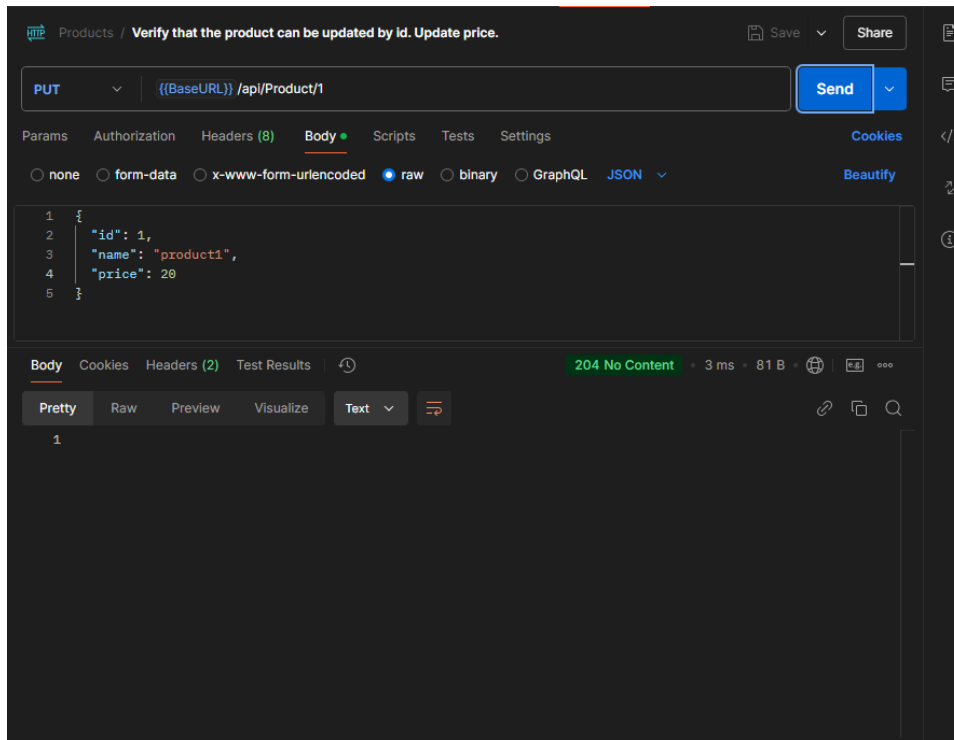 HTTP Products / Verify that the product can be updated by id. Update price. Save Share
PUT {{BaseURL}} /api/Product/1 Send
Params Authorization Headers (8) Body Scripts Tests Settings Cookies
none form-data x-www-form-urlencoded raw binary GraphQL JSON Beautify
1 {
2 "id": 1,
3 "name": "product1",
4 "price": 20
5 }
Body Cookies Headers (2) Test Results 204 No Content 3 ms 81 B e.g.
Pretty Raw Preview Visualize Text
1